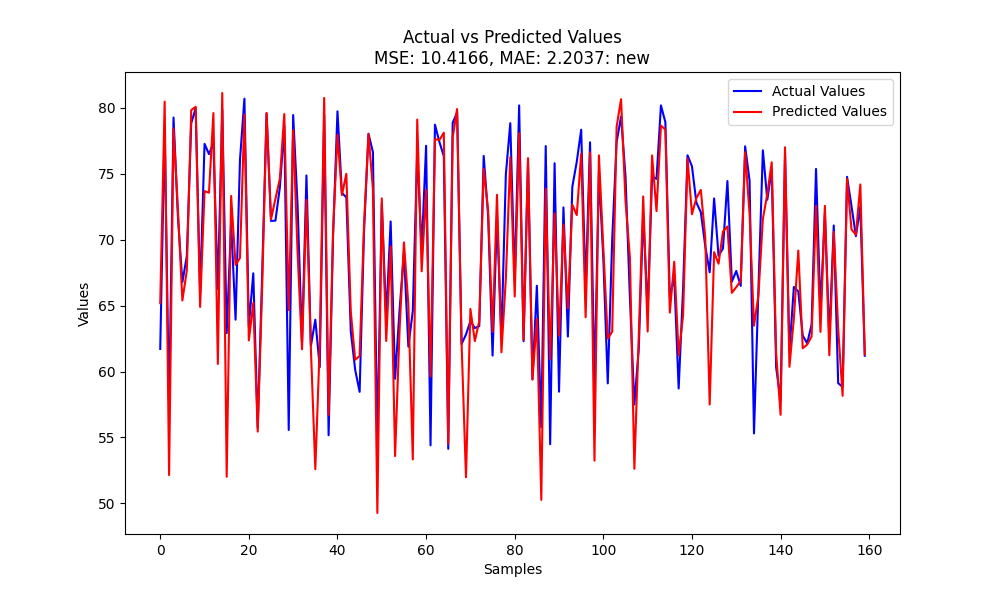 Actual vs Predicted Values
MSE: 10.4166, MAE: 2.2037: new
Actual Values
Predicted Values
80
75
70
65
60
55
50
Values
0 20 40 60 80 100 120 140 160
Samples